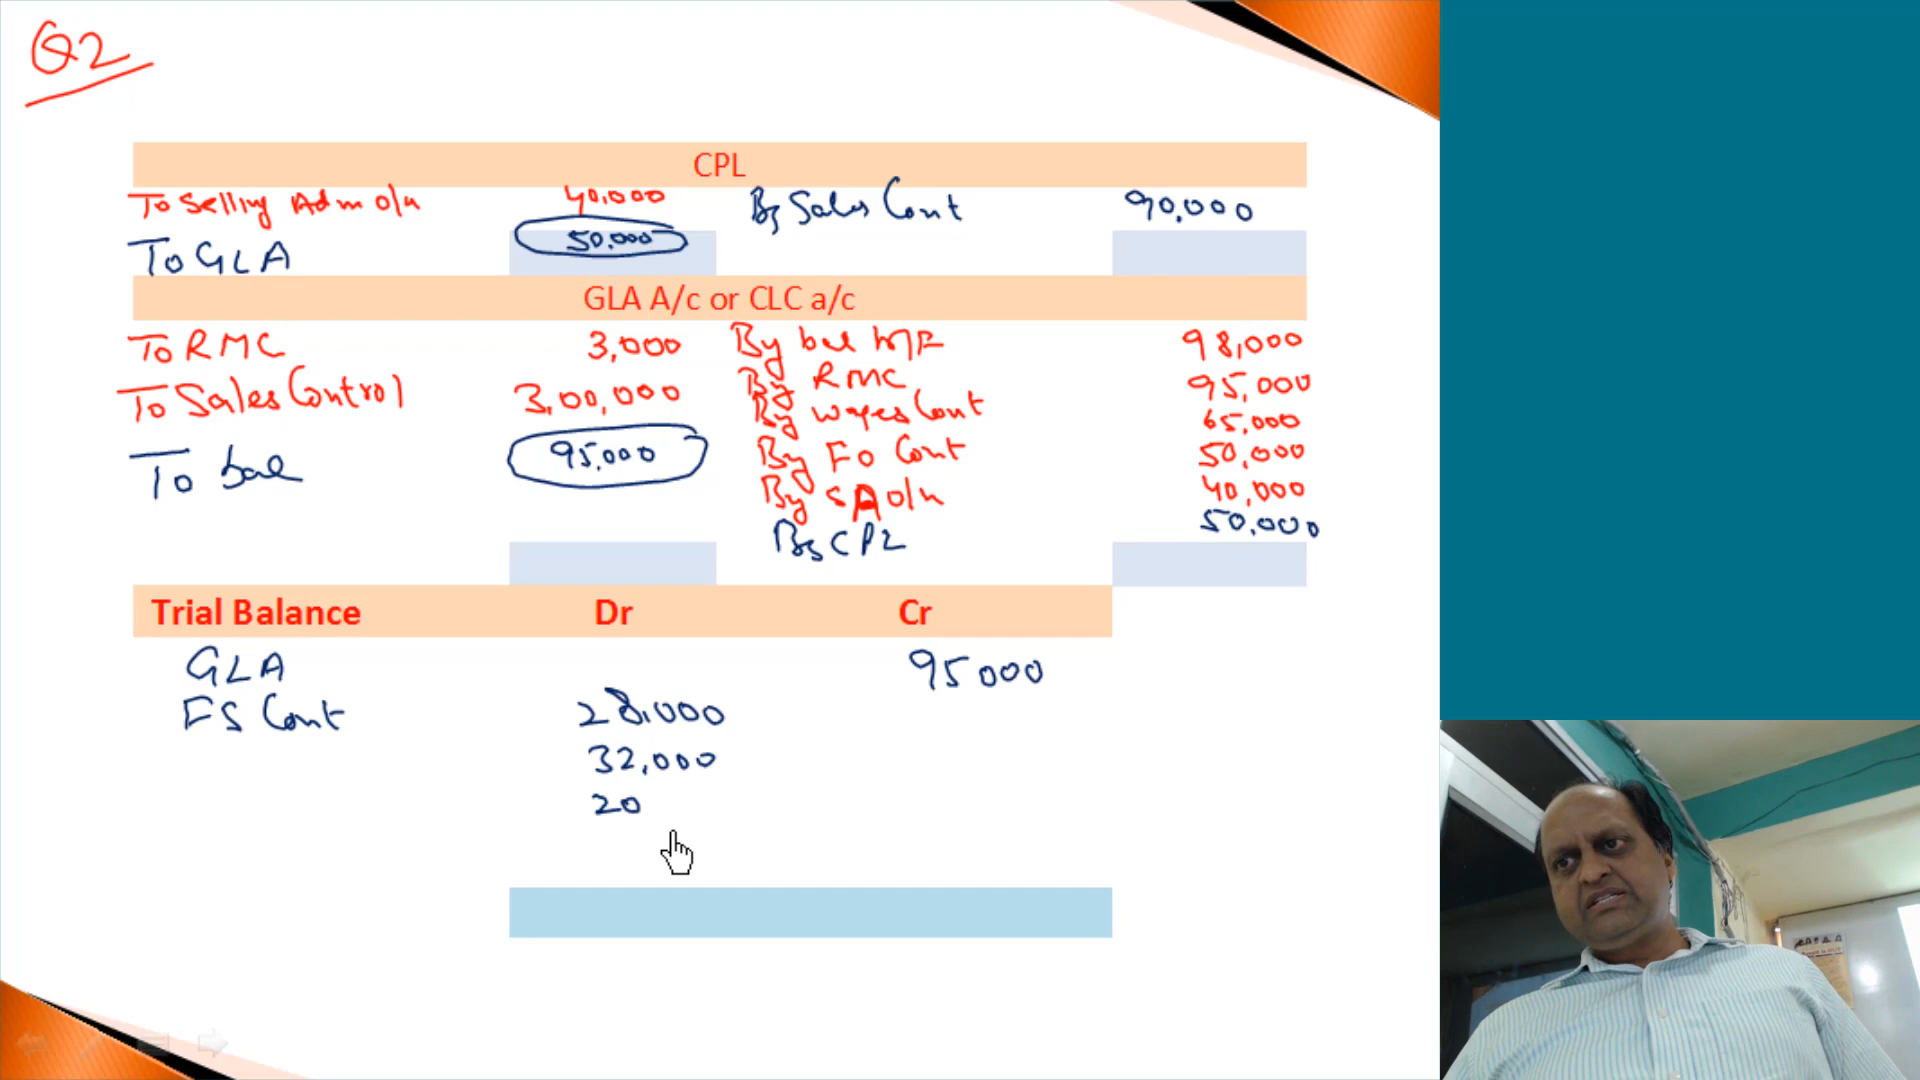 Q2
CPL
To Selling Adm o/h 40,000 By Sales Cont 90,000
To GLA 50,000
GLA A/c or CLC a/c
To RMC 3,000 By bal b/f 98,000
To Sales Control 3,00,000 By RMC 95,000
By Wages Cont 65,000
To bal 95,000 By Fo Cont 50,000
By SA o/h 40,000
By CPL 50,000
Trial Balance Dr Cr
GLA 95000
FS Cont 28,000
32,000
20